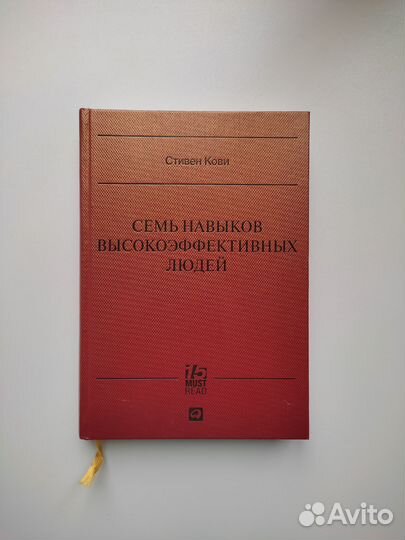 Стивен Кови
СЕМЬ НАВЫКОВ
ВЫСОКОЭФФЕКТИВНЫХ
ЛЮДЕЙ
15
MUST
READ
Avito